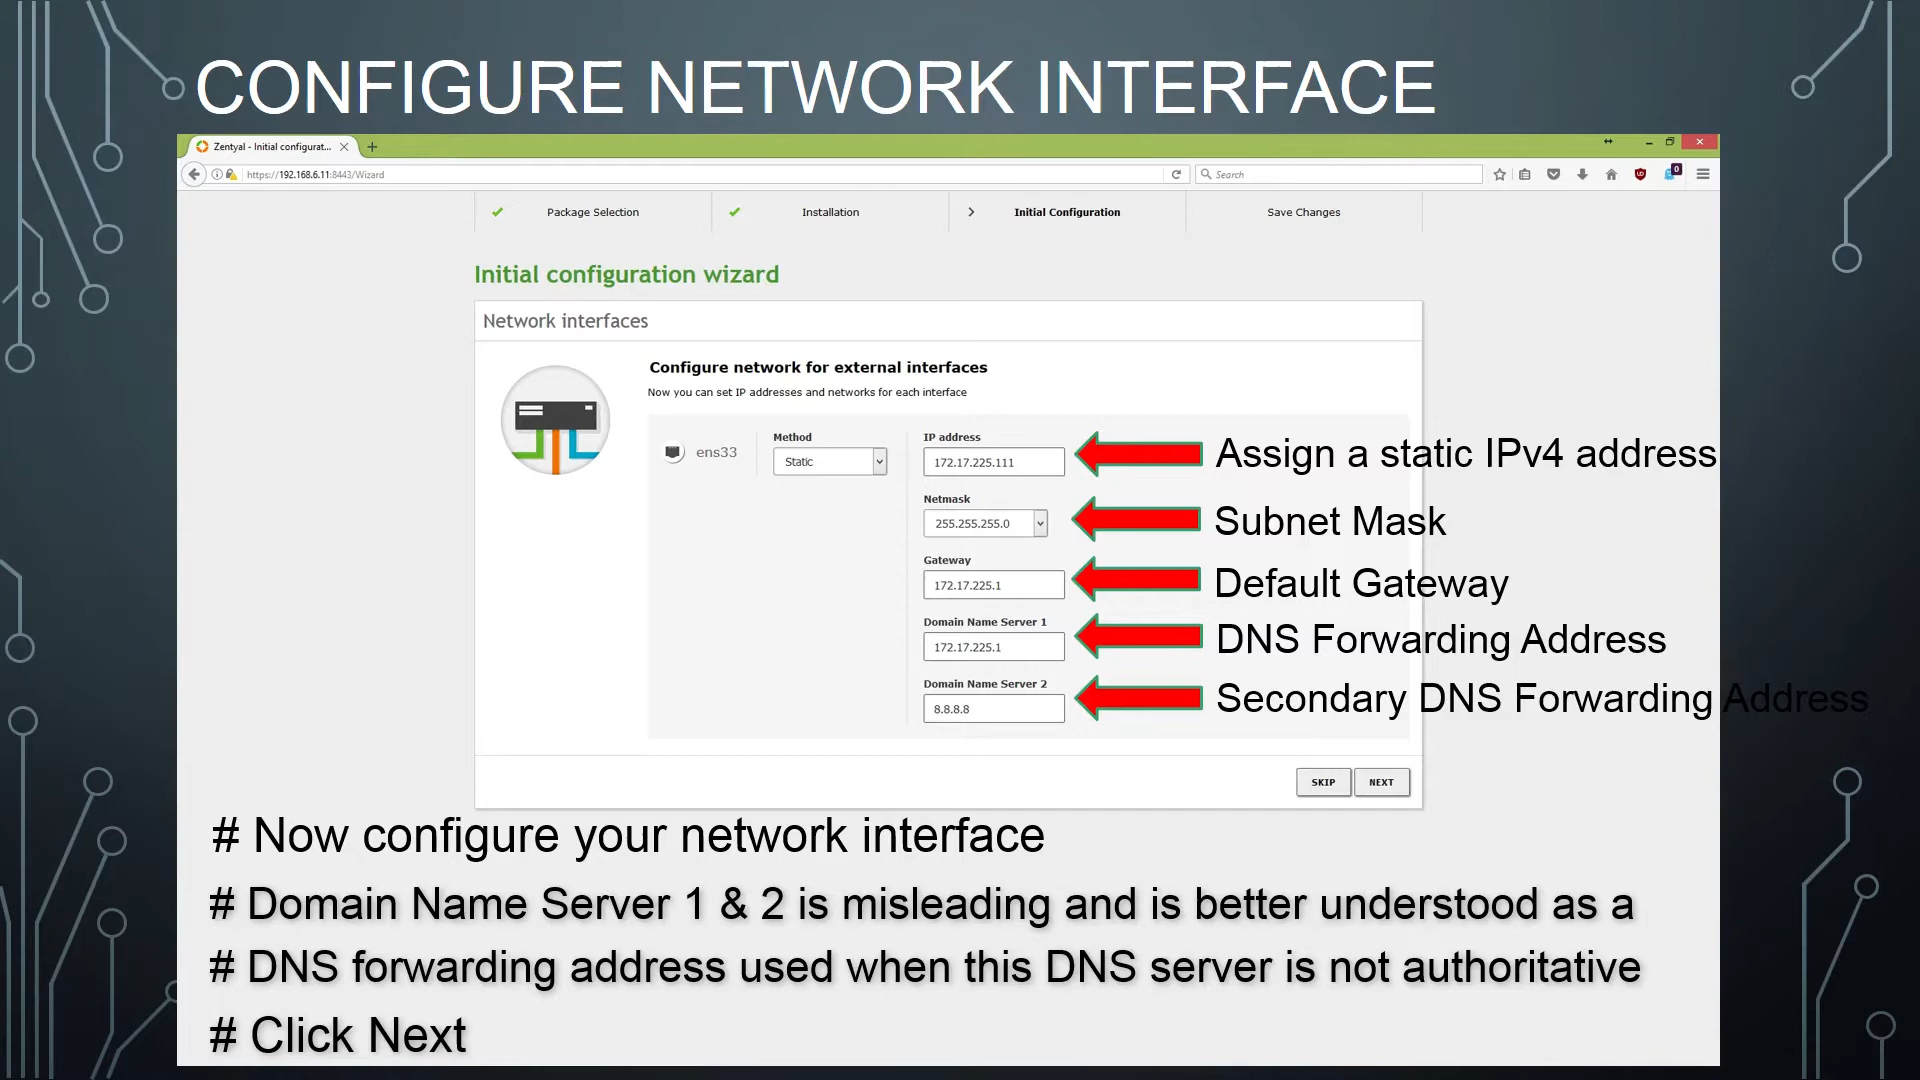 CONFIGURE NETWORK INTERFACE
Zentyal - Initial configurat...
https://192.168.6.11:8443/Wizard
Search
0
Package Selection
Installation
Initial Configuration
Save Changes
Initial configuration wizard
Network interfaces
Configure network for external interfaces
Now you can set IP addresses and networks for each interface
ens33
Method
Static
IP address
172.17.225.111
Assign a static IPv4 address
Netmask
255.255.255.0
Subnet Mask
Gateway
172.17.225.1
Default Gateway
Domain Name Server 1
172.17.225.1
DNS Forwarding Address
Domain Name Server 2
8.8.8.8
Secondary DNS Forwarding Address
SKIP
NEXT
# Now configure your network interface
# Domain Name Server 1 & 2 is misleading and is better understood as a
# DNS forwarding address used when this DNS server is not authoritative
# Click Next